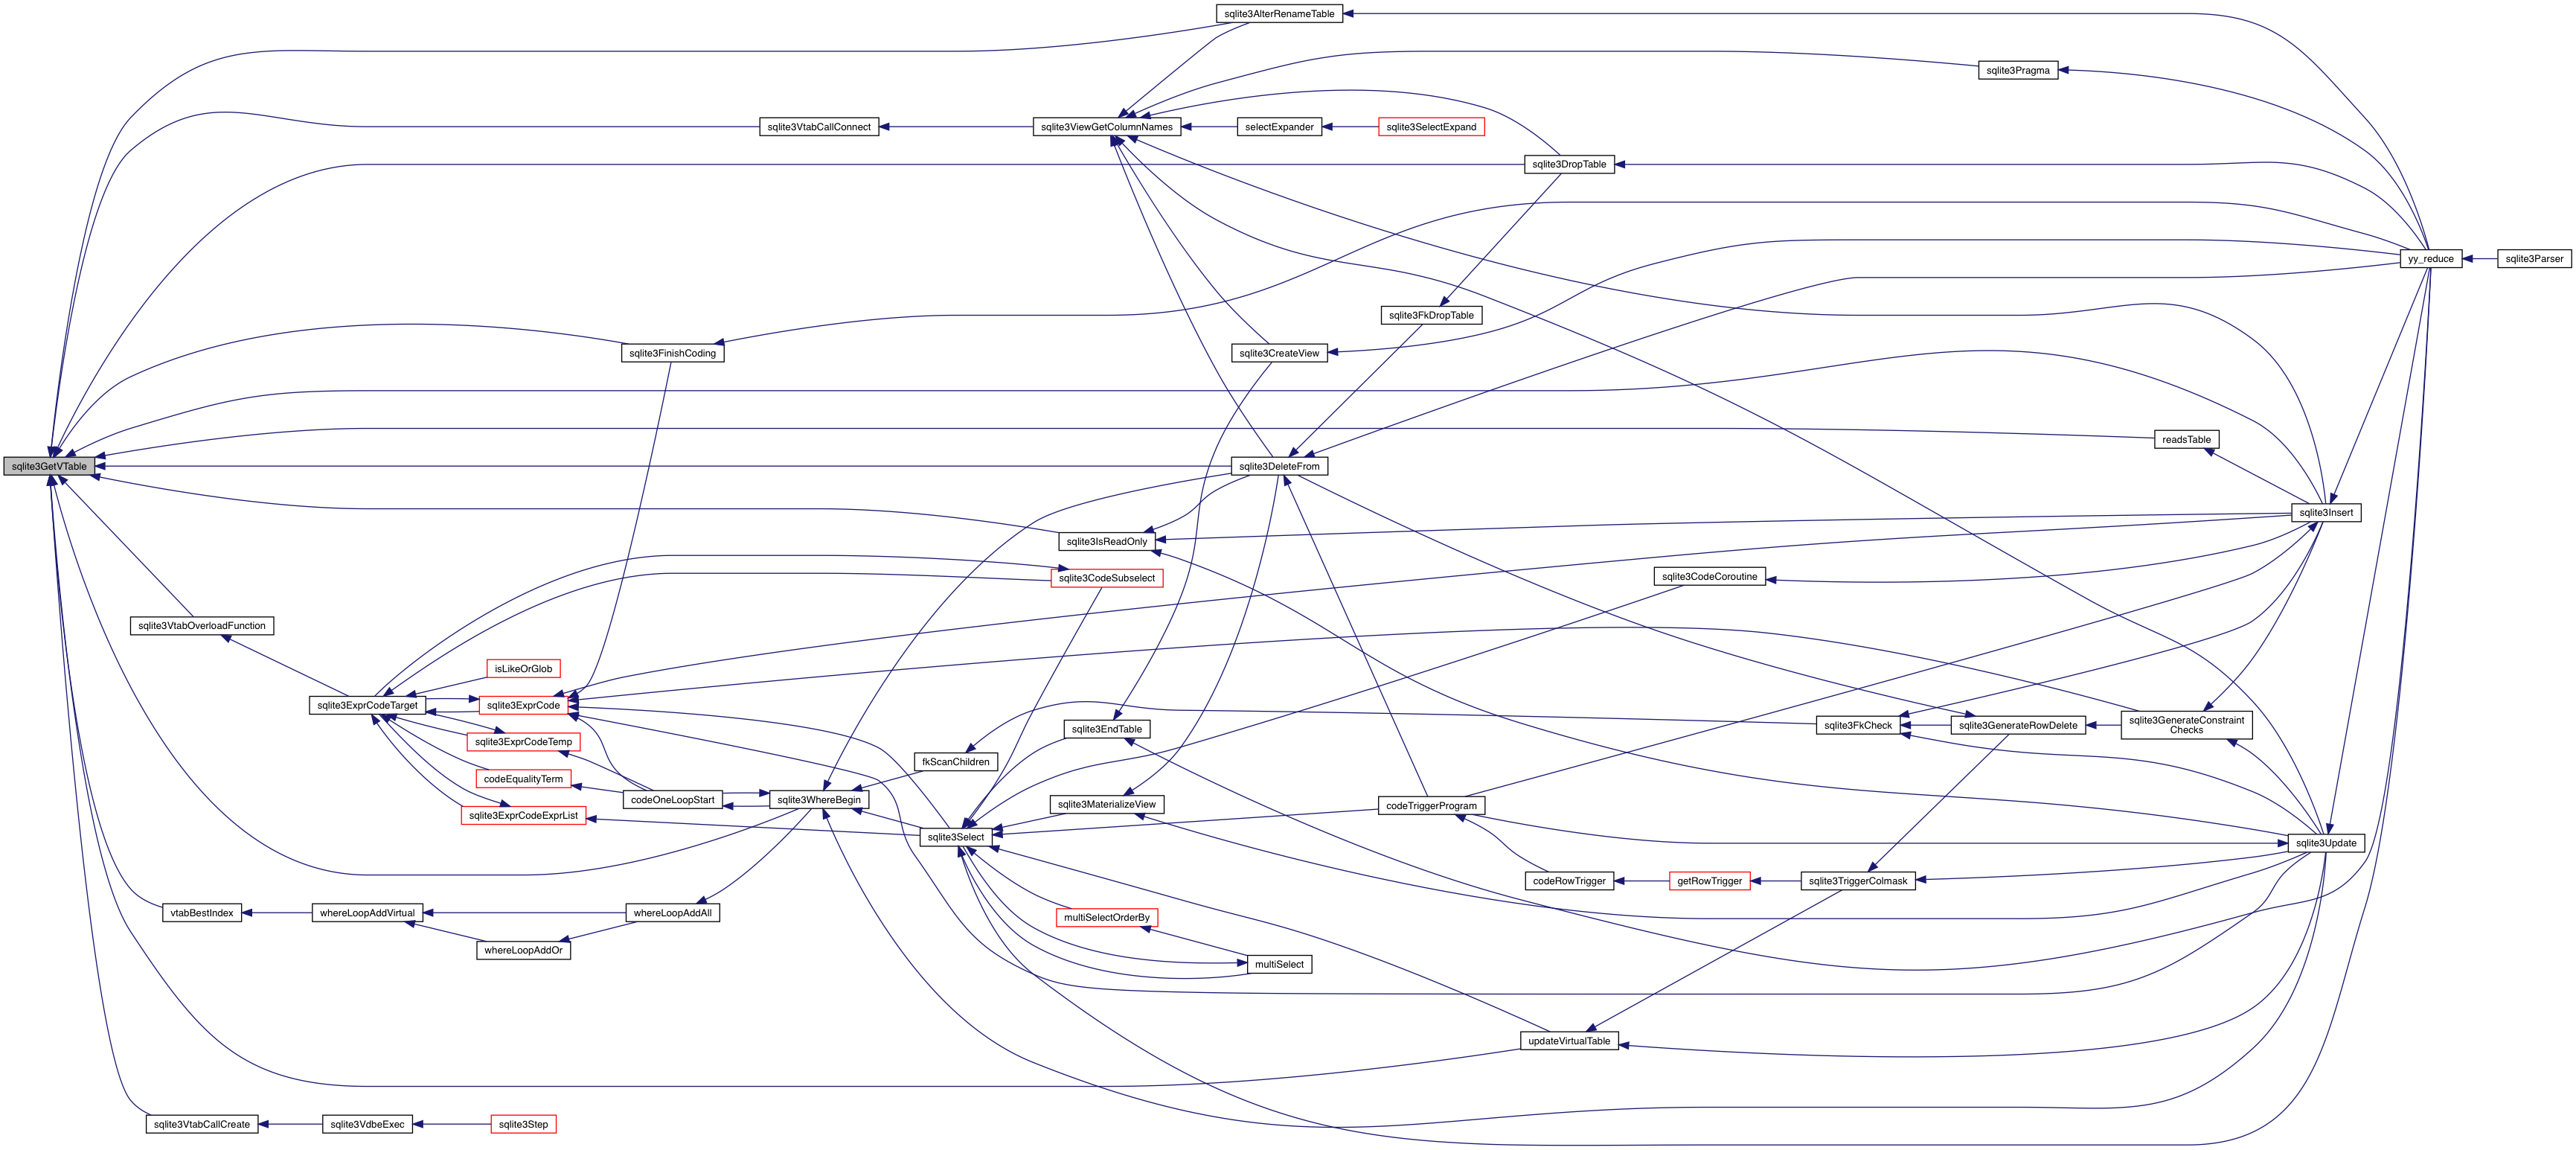 sqlite3AlterRenameTable
sqlite3Pragma
sqlite3VtabCallConnect
sqlite3ViewGetColumnNames
selectExpander
sqlite3SelectExpand
sqlite3DropTable
yy_reduce
sqlite3Parser
sqlite3FkDropTable
sqlite3FinishCoding
sqlite3CreateView
readsTable
sqlite3GetVTable
sqlite3DeleteFrom
sqlite3Insert
sqlite3IsReadOnly
sqlite3CodeSubselect
sqlite3CodeCoroutine
sqlite3VtabOverloadFunction
isLikeOrGlob
sqlite3ExprCodeTarget
sqlite3ExprCode
sqlite3EndTable
sqlite3FkCheck
sqlite3GenerateRowDelete
sqlite3GenerateConstraint
Checks
sqlite3ExprCodeTemp
fkScanChildren
codeEqualityTerm
codeOneLoopStart
sqlite3WhereBegin
sqlite3MaterializeView
codeTriggerProgram
sqlite3ExprCodeExprList
sqlite3Select
sqlite3Update
codeRowTrigger
getRowTrigger
sqlite3TriggerColmask
vtabBestIndex
whereLoopAddVirtual
whereLoopAddAll
multiSelectOrderBy
whereLoopAddOr
multiSelect
updateVirtualTable
sqlite3VtabCallCreate
sqlite3VdbeExec
sqlite3Step